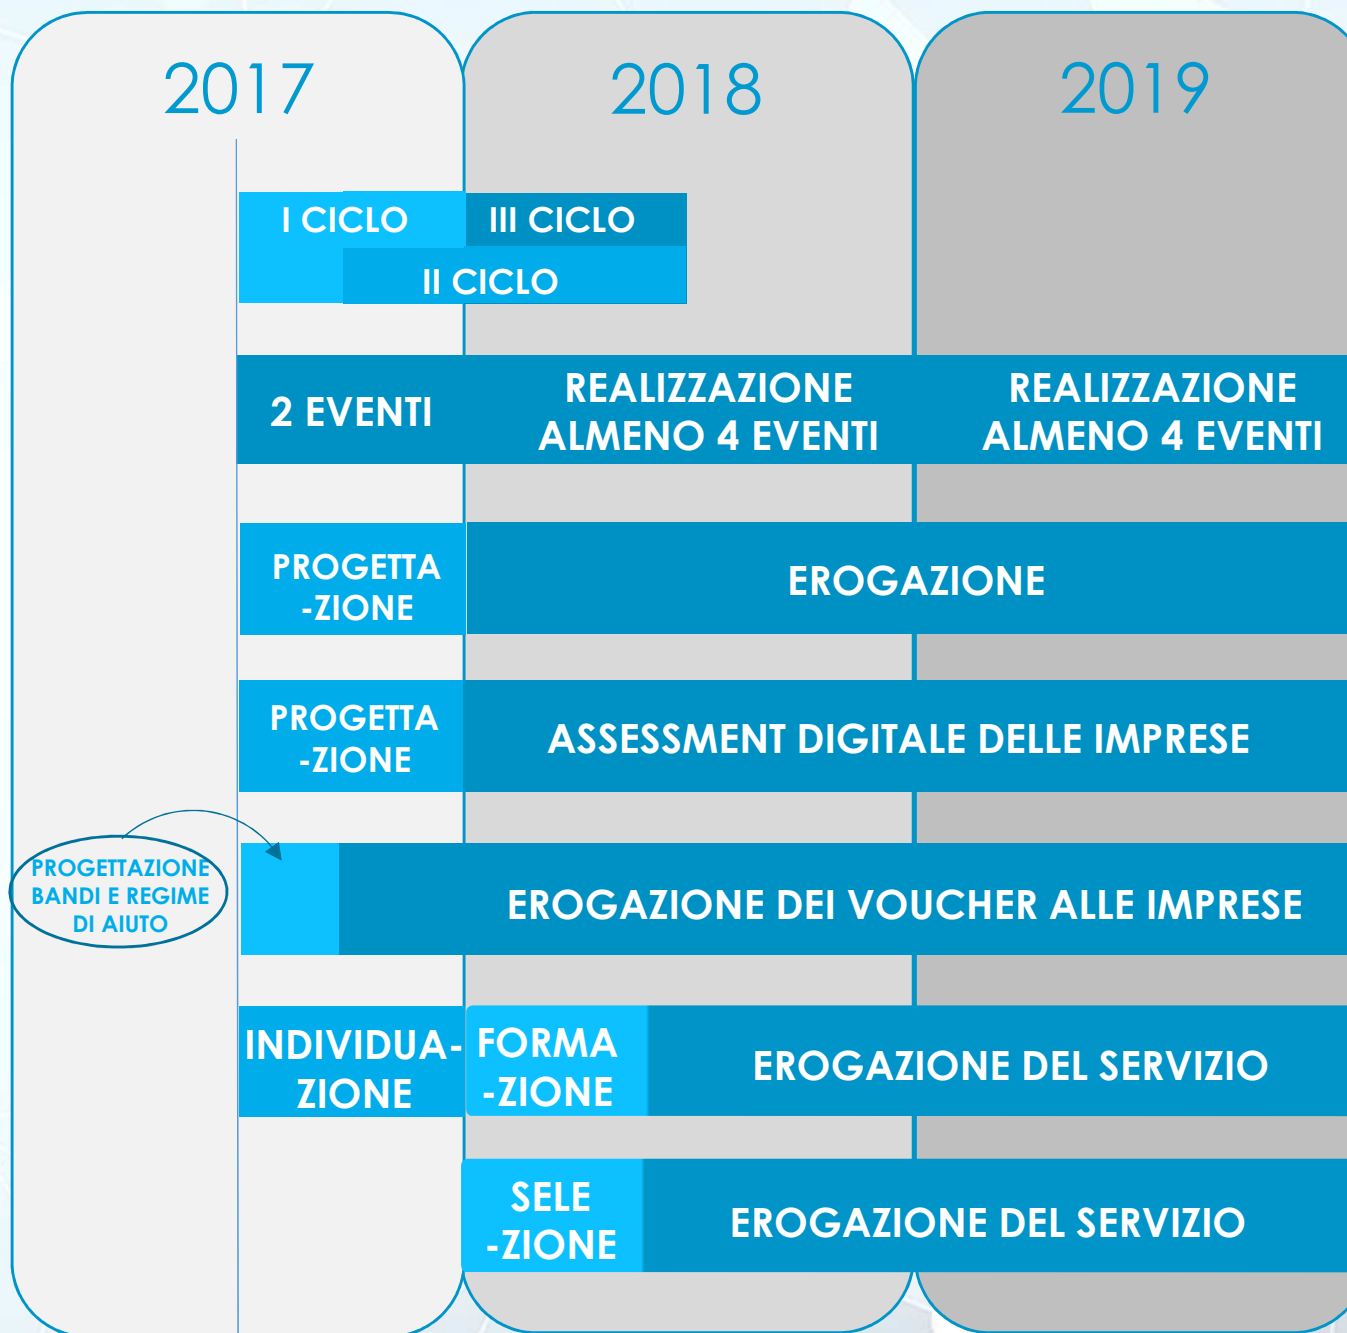 2017
2018
2019
I CICLO
III CICLO
II CICLO
2 EVENTI
REALIZZAZIONE
ALMENO 4 EVENTI
REALIZZAZIONE
ALMENO 4 EVENTI
PROGETTA
-ZIONE
EROGAZIONE
PROGETTA
-ZIONE
ASSESSMENT DIGITALE DELLE IMPRESE
PROGETTAZIONE
BANDI E REGIME
DI AIUTO
EROGAZIONE DEI VOUCHER ALLE IMPRESE
INDIVIDUA-
ZIONE
FORMA
-ZIONE
EROGAZIONE DEL SERVIZIO
SELE
-ZIONE
EROGAZIONE DEL SERVIZIO